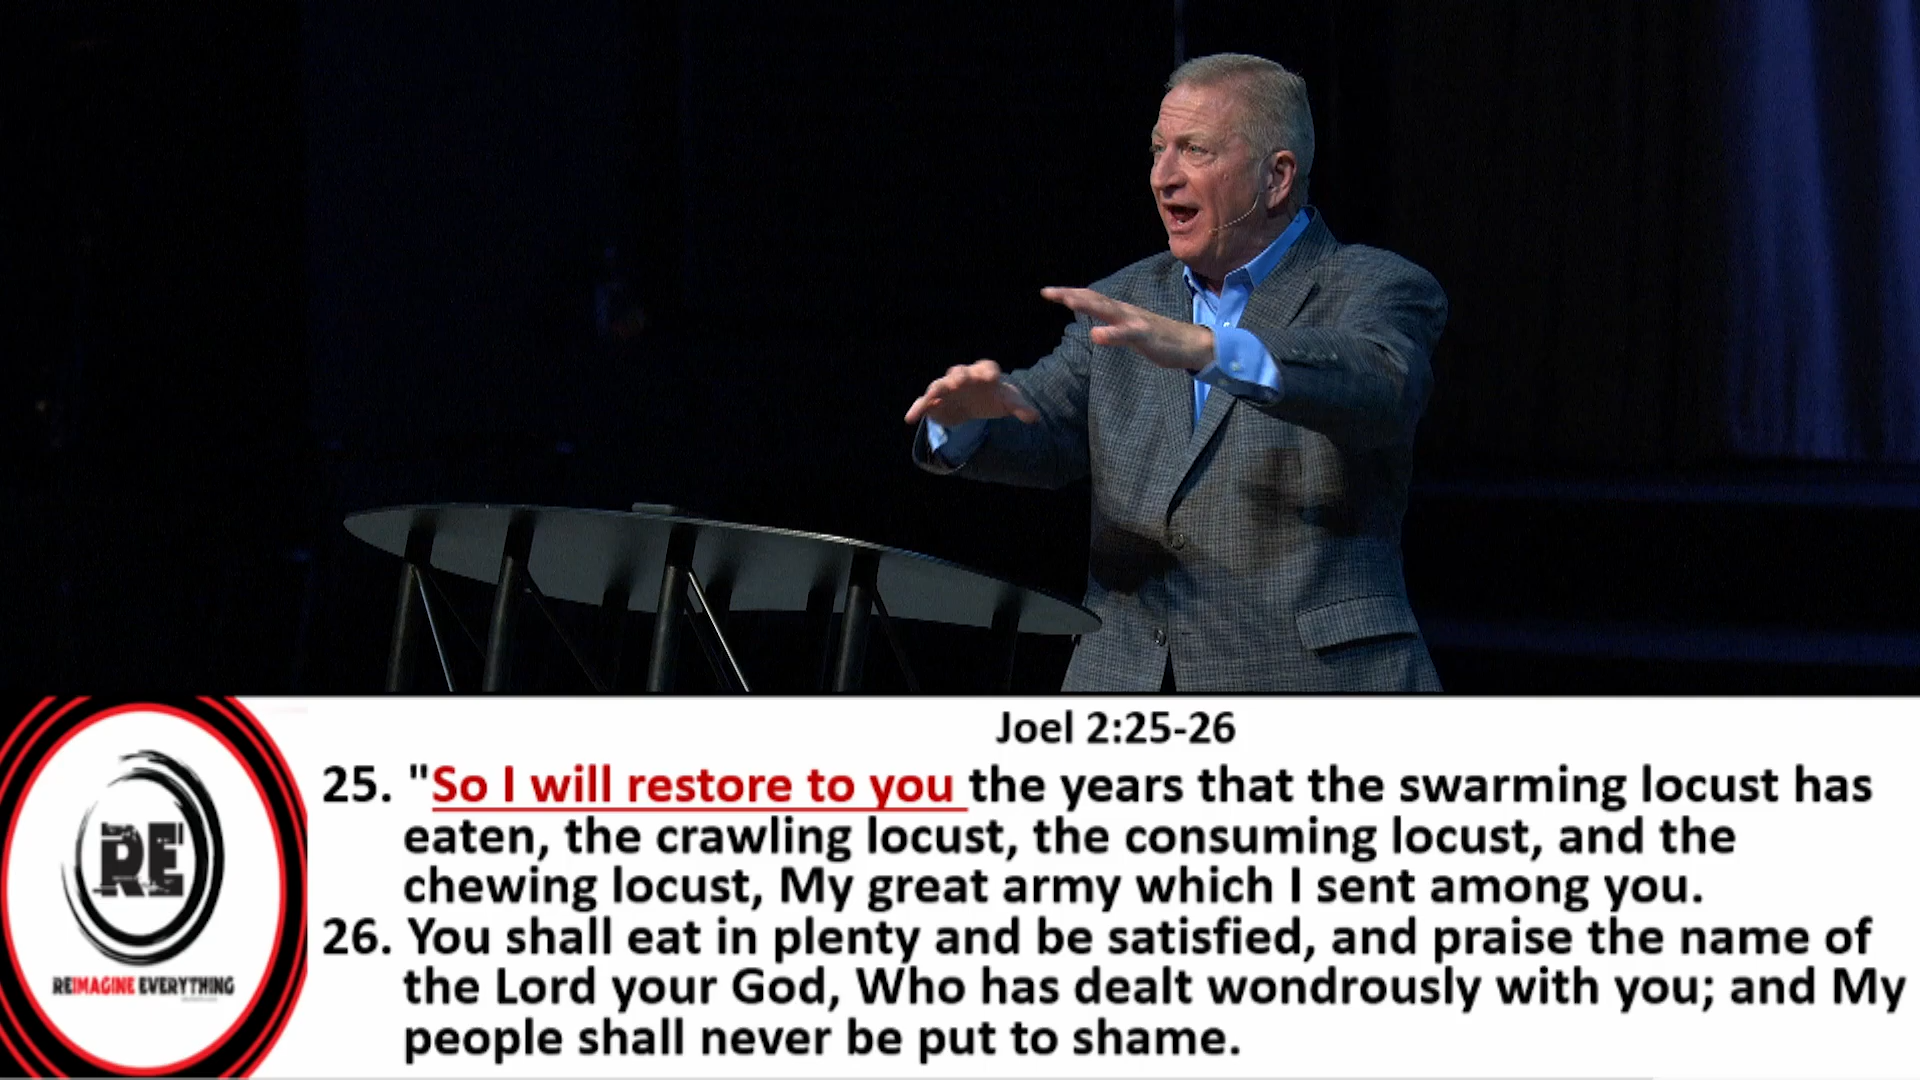 Joel 2:25-26
25. "So I will restore to you the years that the swarming locust has
eaten, the crawling locust, the consuming locust, and the
chewing locust, My great army which I sent among you.
26. You shall eat in plenty and be satisfied, and praise the name of
the Lord your God, Who has dealt wondrously with you; and My
people shall never be put to shame.
RE
REIMAGINE EVERYTHING